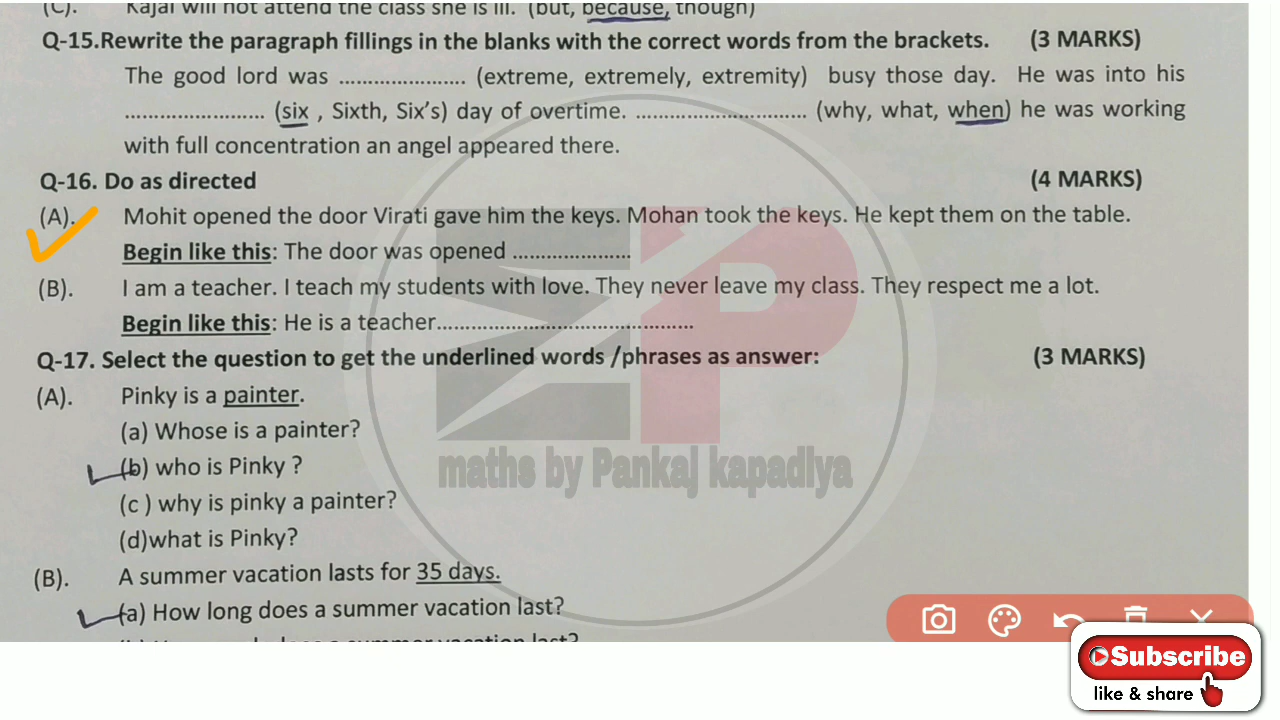 (C). Kajal will not attend the class she is ill. (but, because, though)
Q-15.Rewrite the paragraph fillings in the blanks with the correct words from the brackets. (3 MARKS)
The good lord was ...................... (extreme, extremely, extremity) busy those day. He was into his
........................ (six , Sixth, Six's) day of overtime. ............................. (why, what, when) he was working
with full concentration an angel appeared there.
Q-16. Do as directed (4 MARKS)
(A). Mohit opened the door Virati gave him the keys. Mohan took the keys. He kept them on the table.
Begin like this: The door was opened .....................
(B). I am a teacher. I teach my students with love. They never leave my class. They respect me a lot.
Begin like this: He is a teacher.............................................
Q-17. Select the question to get the underlined words /phrases as answer: (3 MARKS)
(A). Pinky is a painter.
(a) Whose is a painter?
(b) who is Pinky ?
maths by Pankaj kapadiya
(c ) why is pinky a painter?
(d)what is Pinky?
(B). A summer vacation lasts for 35 days.
(a) How long does a summer vacation last?
does a summer vacation last?
Subscribe
like & share